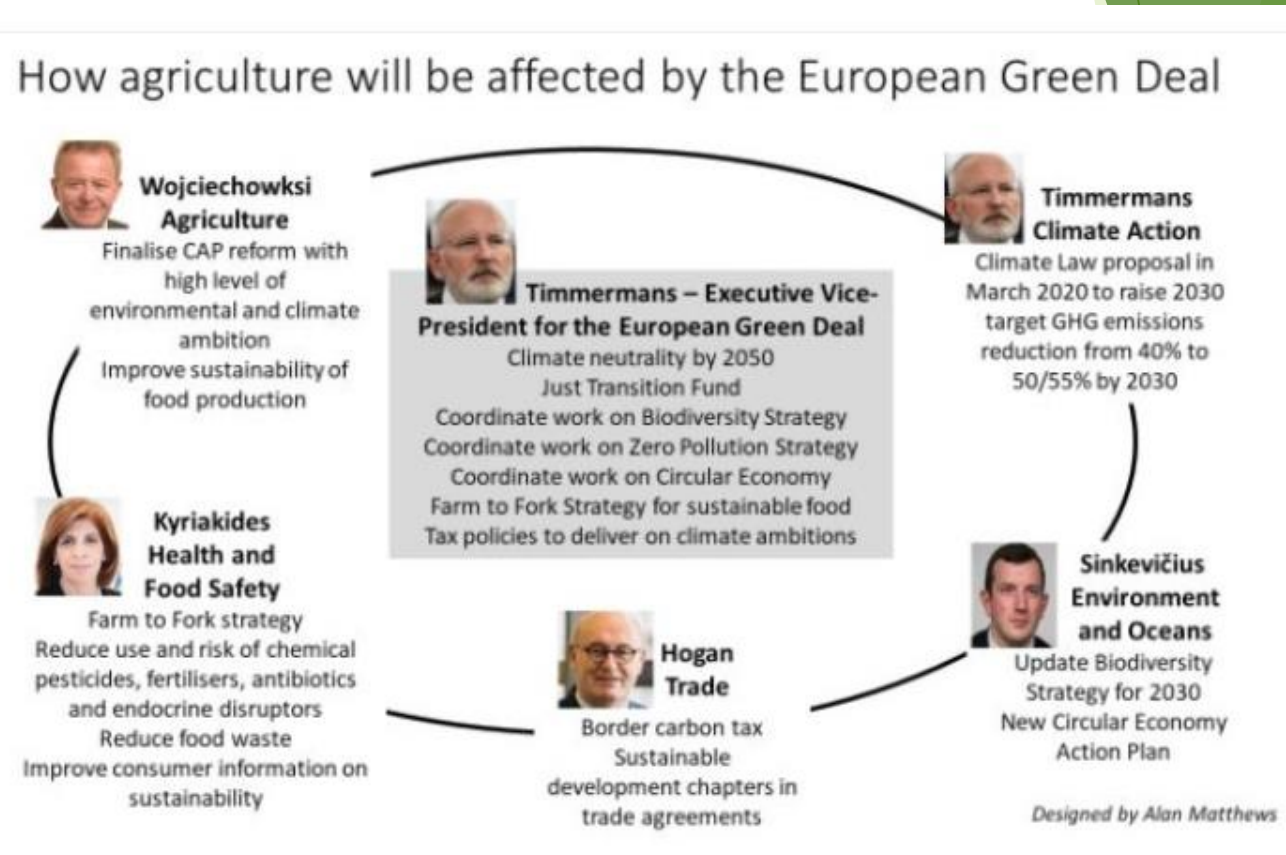 How agriculture will be affected by the European Green Deal
Wojciechowksi
Agriculture
Finalise CAP reform with
high level of
environmental and climate
ambition
Improve sustainability of
food production
Timmermans – Executive Vice-
President for the European Green Deal
Climate neutrality by 2050
Just Transition Fund
Coordinate work on Biodiversity Strategy
Coordinate work on Zero Pollution Strategy
Coordinate work on Circular Economy
Farm to Fork Strategy for sustainable food
Tax policies to deliver on climate ambitions
Timmermans
Climate Action
Climate Law proposal in
March 2020 to raise 2030
target GHG emissions
reduction from 40% to
50/55% by 2030
Kyriakides
Health and
Food Safety
Farm to Fork strategy
Reduce use and risk of chemical
pesticides, fertilisers, antibiotics
and endocrine disruptors
Reduce food waste
Improve consumer information on
sustainability
Hogan
Trade
Border carbon tax
Sustainable
development chapters in
trade agreements
Sinkevičius
Environment
and Oceans
Update Biodiversity
Strategy for 2030
New Circular Economy
Action Plan
Designed by Alan Matthews